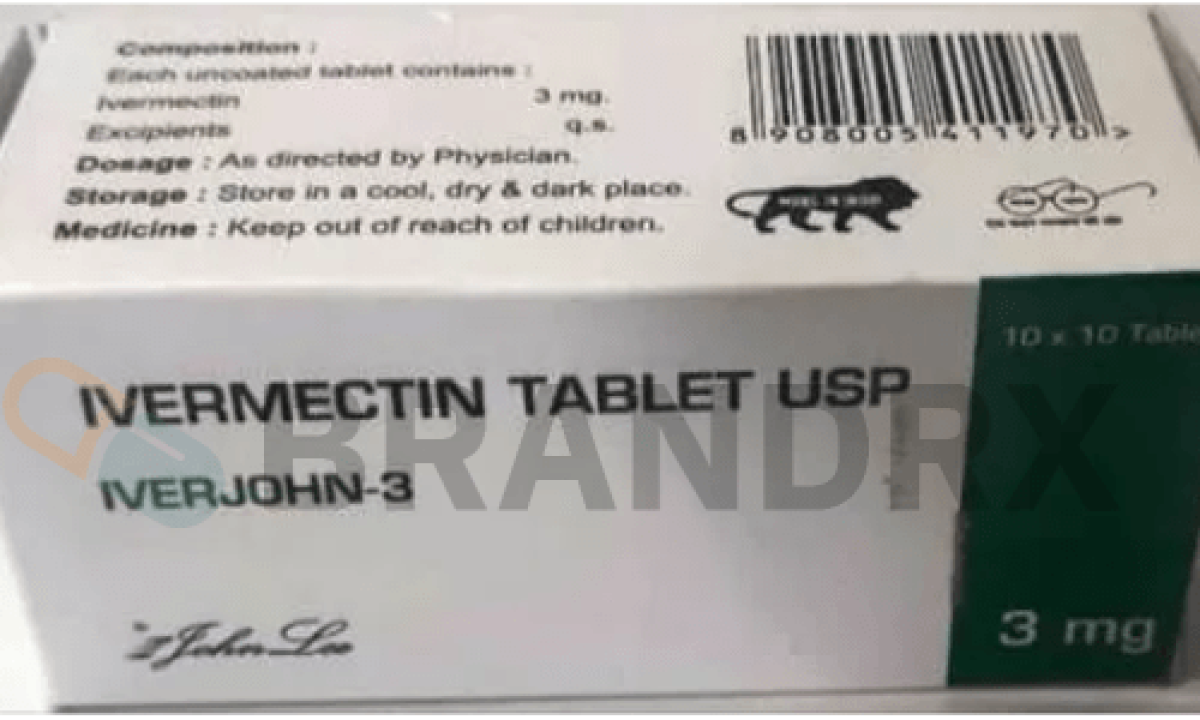 Composition :
Each uncoated tablet contains :
Ivermectin 3 mg.
Excipients q.s.
Dosage : As directed by Physician.
Storage : Store in a cool, dry & dark place.
Medicine : Keep out of reach of children.
8 908005 411970 >
10 x 10 Table
IVERMECTIN TABLET USP
BRANDRX
IVERJOHN-3
John Lee
3 mg